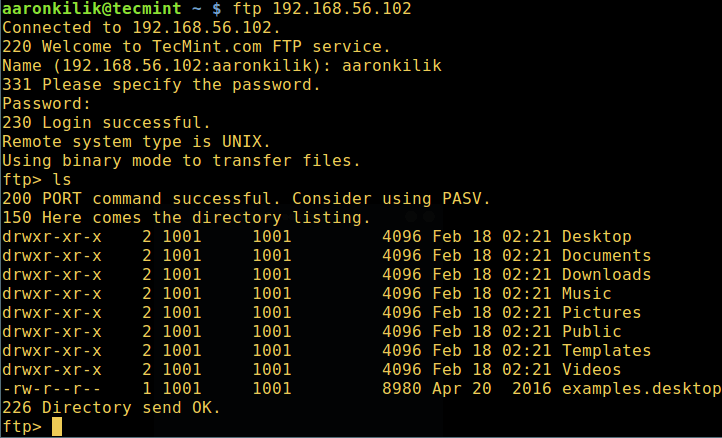 aaronkilik@tecmint ~ $ ftp 192.168.56.102
Connected to 192.168.56.102.
220 Welcome to TecMint.com FTP service.
Name (192.168.56.102:aaronkilik): aaronkilik
331 Please specify the password.
Password:
230 Login successful.
Remote system type is UNIX.
Using binary mode to transfer files.
ftp> ls
200 PORT command successful. Consider using PASV.
150 Here comes the directory listing.
drwxr-xr-x    2 1001     1001         4096 Feb 18 02:21 Desktop
drwxr-xr-x    2 1001     1001         4096 Feb 18 02:21 Documents
drwxr-xr-x    2 1001     1001         4096 Feb 18 02:21 Downloads
drwxr-xr-x    2 1001     1001         4096 Feb 18 02:21 Music
drwxr-xr-x    2 1001     1001         4096 Feb 18 02:21 Pictures
drwxr-xr-x    2 1001     1001         4096 Feb 18 02:21 Public
drwxr-xr-x    2 1001     1001         4096 Feb 18 02:21 Templates
drwxr-xr-x    2 1001     1001         4096 Feb 18 02:21 Videos
-rw-r--r--    1 1001     1001         8980 Apr 20  2016 examples.desktop
226 Directory send OK.
ftp>